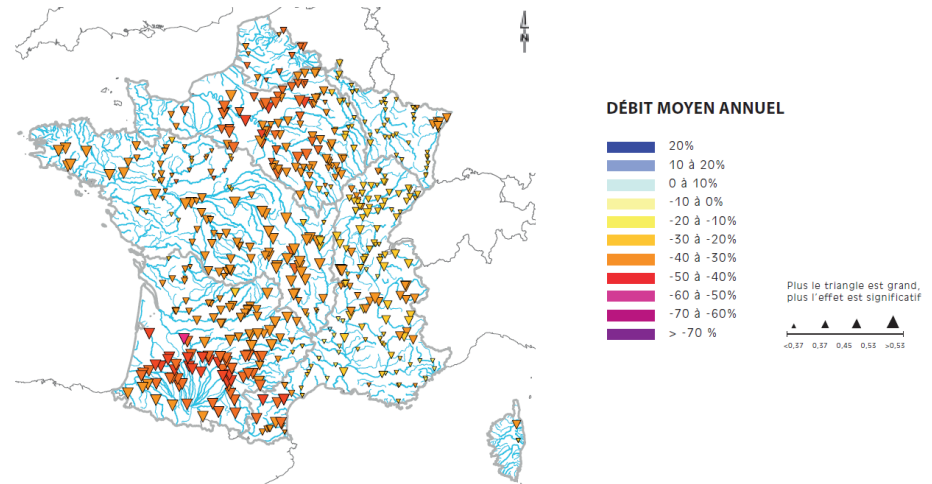 N
DÉBIT MOYEN ANNUEL
20%
10 à 20%
0 à 10%
-10 à 0%
-20 à -10%
-30 à -20%
-40 à -30%
-50 à -40%
-60 à -50%
-70 à -60%
> -70 %
Plus le triangle est grand,
plus l'effet est significatif
<0,37 0,37 0,45 0,53 >0,53